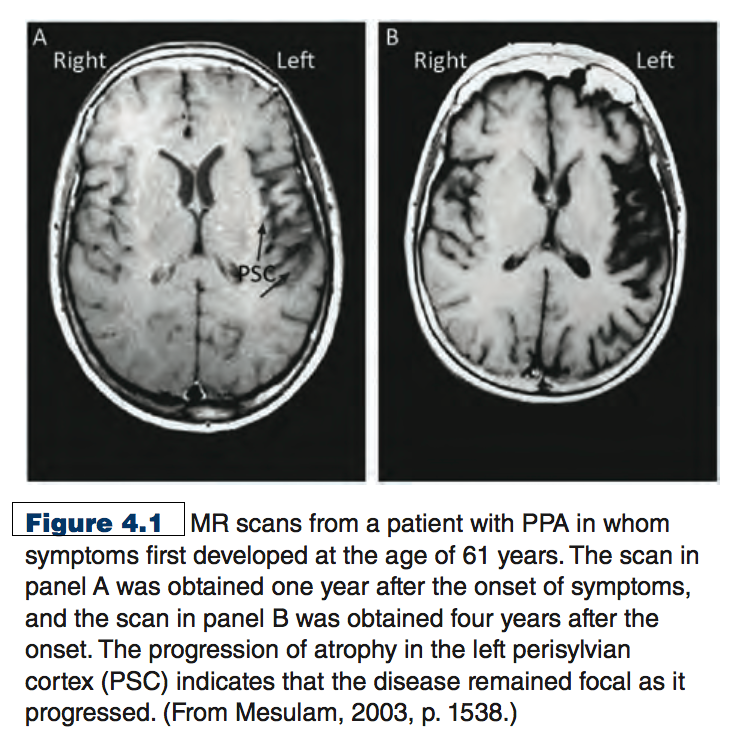 A
Right
Left
PSC
B
Right
Left
Figure 4.1 MR scans from a patient with PPA in whom
symptoms first developed at the age of 61 years. The scan in
panel A was obtained one year after the onset of symptoms,
and the scan in panel B was obtained four years after the
onset. The progression of atrophy in the left perisylvian
cortex (PSC) indicates that the disease remained focal as it
progressed. (From Mesulam, 2003, p. 1538.)